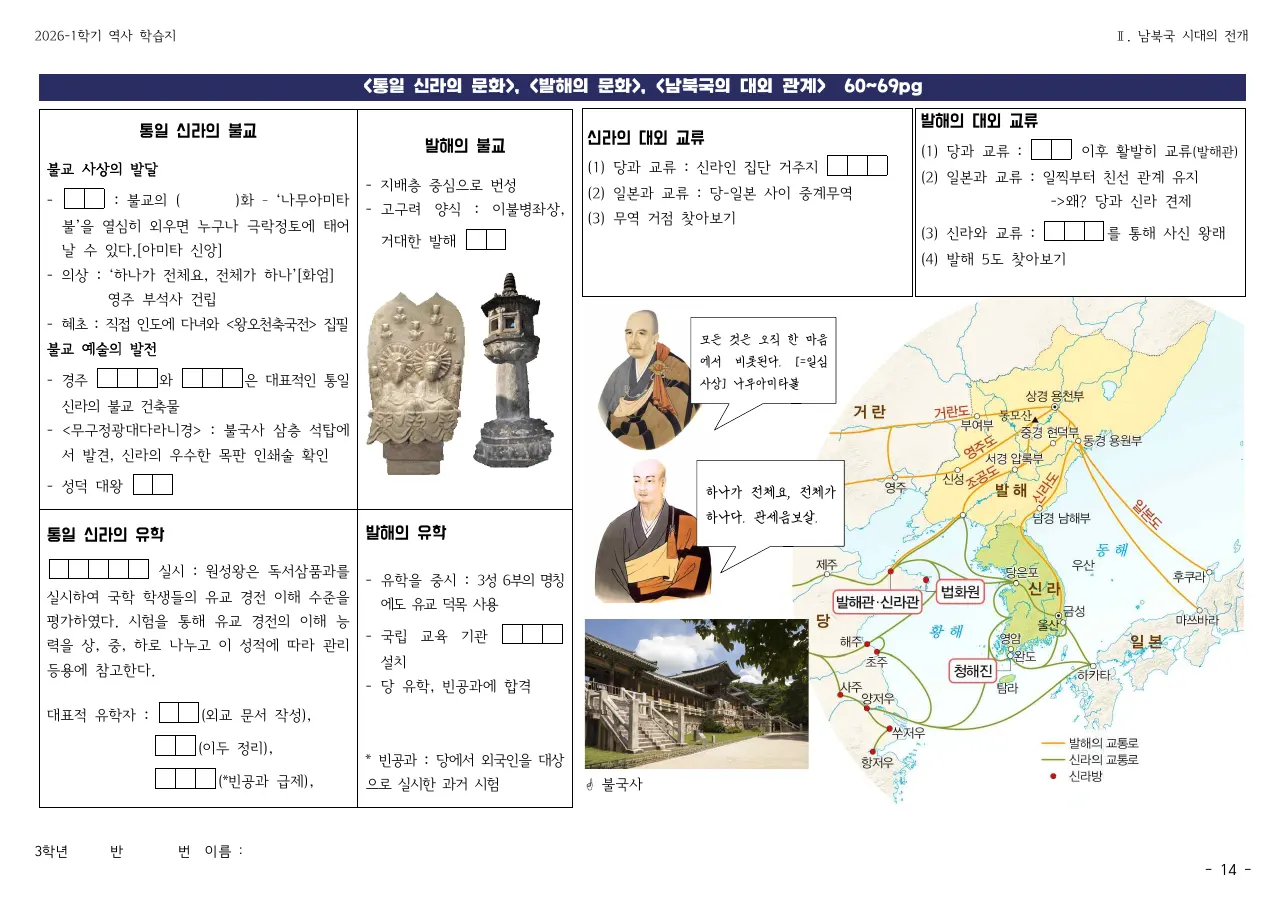 2026-1학기 역사 학습지
Ⅱ. 남북국 시대의 전개
<통일 신라의 문화>, <발해의 문화>, <남북국의 대외 관계> 60~69pg
통일 신라의 불교
불교 사상의 발달
- □□ : 불교의 ( )화 – ‘나무아미타
불’을 열심히 외우면 누구나 극락정토에 태어
날 수 있다.[아미타 신앙]
- 의상 : ‘하나가 전체요, 전체가 하나’[화엄]
영주 부석사 건립
- 혜초 : 직접 인도에 다녀와 <왕오천축국전> 집필
불교 예술의 발전
- 경주 □□□와 □□□은 대표적인 통일
신라의 불교 건축물
- <무구정광대다라니경> : 불국사 삼층 석탑에
서 발견, 신라의 우수한 목판 인쇄술 확인
- 성덕 대왕 □□
발해의 불교
- 지배층 중심으로 번성
- 고구려 양식 : 이불병좌상,
거대한 발해 □□
통일 신라의 유학
□□□□□ 실시 : 원성왕은 독서삼품과를
실시하여 국학 학생들의 유교 경전 이해 수준을
평가하였다. 시험을 통해 유교 경전의 이해 능
력을 상, 중, 하로 나누고 이 성적에 따라 관리
등용에 참고한다.
대표적 유학자 : □□(외교 문서 작성),
□□(이두 정리),
□□□(*빈공과 급제),
발해의 유학
- 유학을 중시 : 3성 6부의 명칭
에도 유교 덕목 사용
- 국립 교육 기관 □□□
설치
- 당 유학, 빈공과에 합격
* 빈공과 : 당에서 외국인을 대상
으로 실시한 과거 시험
신라의 대외 교류
(1) 당과 교류 : 신라인 집단 거주지 □□□
(2) 일본과 교류 : 당-일본 사이 중계무역
(3) 무역 거점 찾아보기
발해의 대외 교류
(1) 당과 교류 : □□ 이후 활발히 교류(발해관)
(2) 일본과 교류 : 일찍부터 친선 관계 유지
->왜? 당과 신라 견제
(3) 신라와 교류 : □□□를 통해 사신 왕래
(4) 발해 5도 찾아보기
모든 것은 오직 한 마음
에서 비롯된다. [=일심
사상] 나무아미타불
하나가 전체요, 전체가
하나다. 관세음보살.
☝ 불국사
거란
거란도
부여부
상경 용천부
동모산
중경 현덕부
동경 용원부
영주도
서경 압록부
신성
조공도
영주
발해
신라도
남경 남해부
일본도
동해
우산
제주
당은포
신라
후쿠라
발해관·신라관
법화원
금성
울산
마쓰바라
당
황해
영암
완도
일본
해주
초주
청해진
탐라
하카타
사주
양저우
쑤저우
항저우
발해의 교통로
신라의 교통로
신라방
3학년 반 번 이름 :
- 14 -